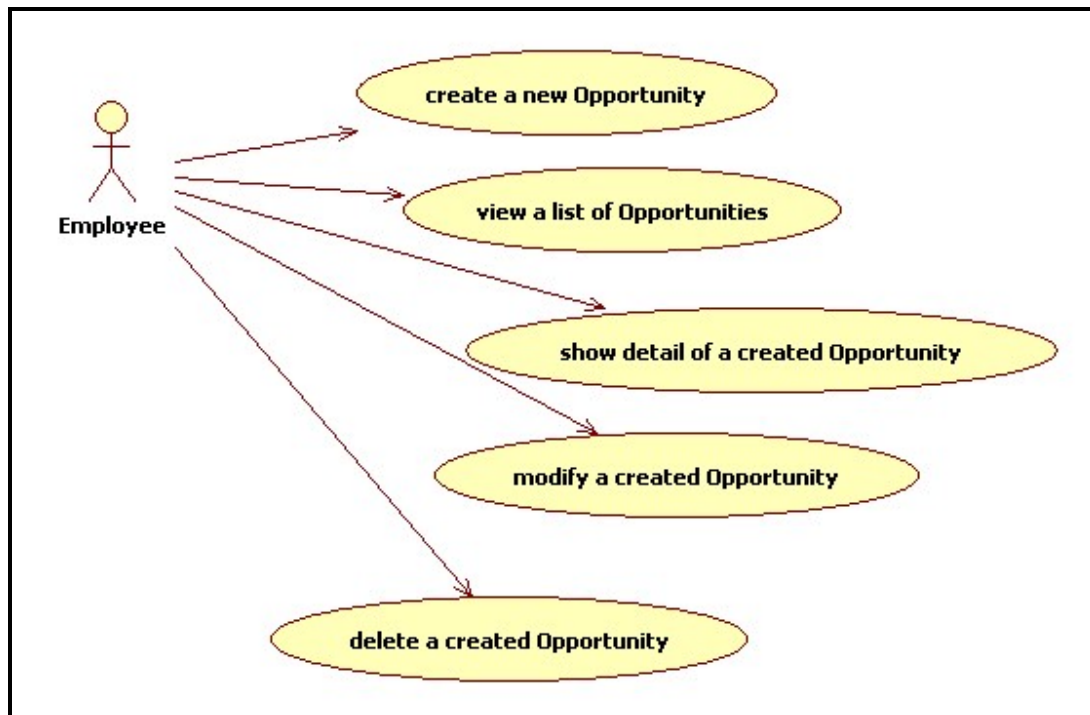 create a new Opportunity
view a list of Opportunities
Employee
show detail of a created Opportunity
modify a created Opportunity
delete a created Opportunity